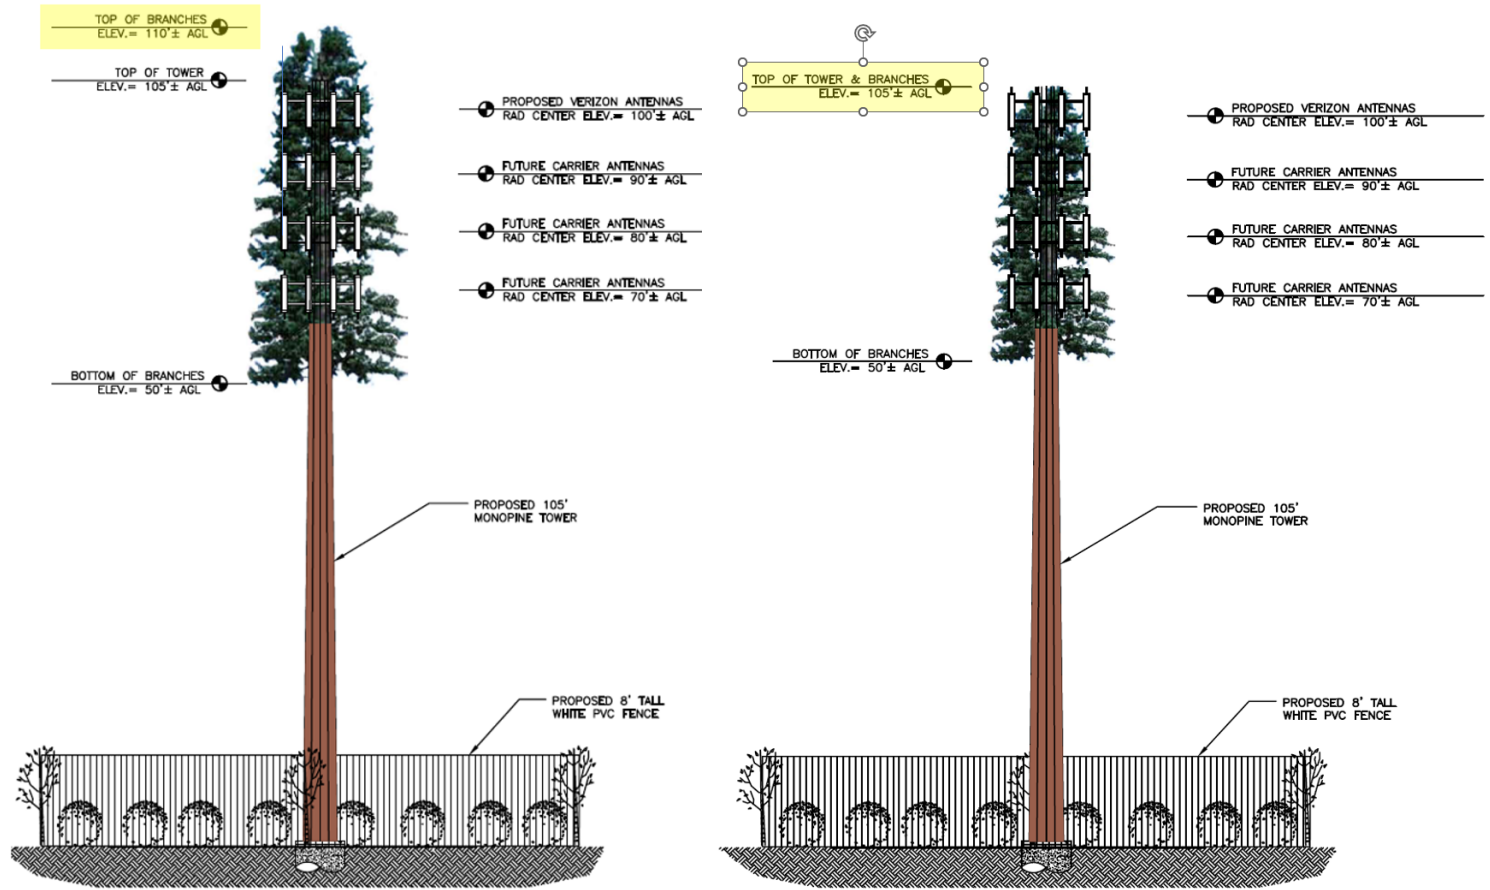 TOP OF BRANCHES
ELEV.= 110'± AGL
TOP OF TOWER
ELEV.= 105'± AGL
PROPOSED VERIZON ANTENNAS
RAD CENTER ELEV.= 100'± AGL
FUTURE CARRIER ANTENNAS
RAD CENTER ELEV.= 90'± AGL
FUTURE CARRIER ANTENNAS
RAD CENTER ELEV.= 80'± AGL
FUTURE CARRIER ANTENNAS
RAD CENTER ELEV.= 70'± AGL
BOTTOM OF BRANCHES
ELEV.= 50'± AGL
PROPOSED 105'
MONOPINE TOWER
PROPOSED 8' TALL
WHITE PVC FENCE
TOP OF TOWER & BRANCHES
ELEV.= 105'± AGL
PROPOSED VERIZON ANTENNAS
RAD CENTER ELEV.= 100'± AGL
FUTURE CARRIER ANTENNAS
RAD CENTER ELEV.= 90'± AGL
FUTURE CARRIER ANTENNAS
RAD CENTER ELEV.= 80'± AGL
FUTURE CARRIER ANTENNAS
RAD CENTER ELEV.= 70'± AGL
BOTTOM OF BRANCHES
ELEV.= 50'± AGL
PROPOSED 105'
MONOPINE TOWER
PROPOSED 8' TALL
WHITE PVC FENCE